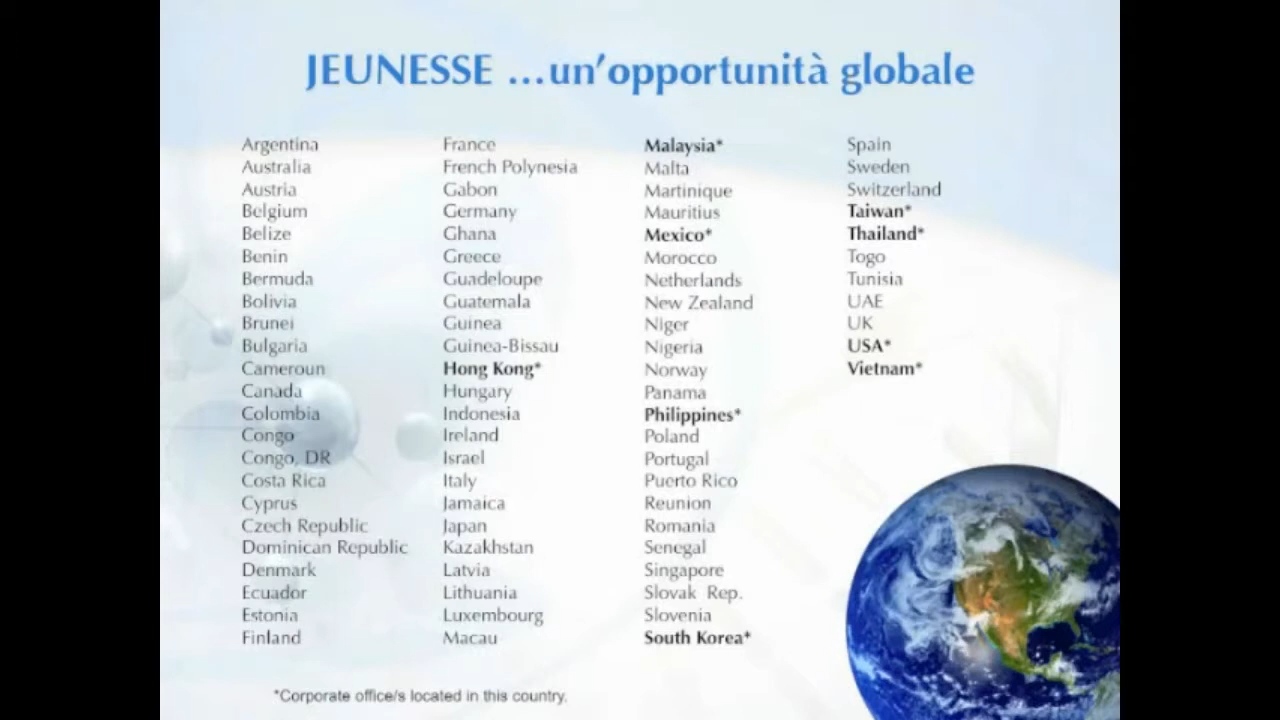 JEUNESSE ...un'opportunità globale
Argentina
Australia
Austria
Belgium
Belize
Benin
Bermuda
Bolivia
Brunei
Bulgaria
Cameroun
Canada
Colombia
Congo
Congo, DR
Costa Rica
Cyprus
Czech Republic
Dominican Republic
Denmark
Ecuador
Estonia
Finland
France
French Polynesia
Gabon
Germany
Ghana
Greece
Guadeloupe
Guatemala
Guinea
Guinea-Bissau
Hong Kong*
Hungary
Indonesia
Ireland
Israel
Italy
Jamaica
Japan
Kazakhstan
Latvia
Lithuania
Luxembourg
Macau
Malaysia*
Malta
Martinique
Mauritius
Mexico*
Morocco
Netherlands
New Zealand
Niger
Nigeria
Norway
Panama
Philippines*
Poland
Portugal
Puerto Rico
Reunion
Romania
Senegal
Singapore
Slovak Rep.
Slovenia
South Korea*
Spain
Sweden
Switzerland
Taiwan*
Thailand*
Togo
Tunisia
UAE
UK
USA*
Vietnam*
*Corporate office/s located in this country.